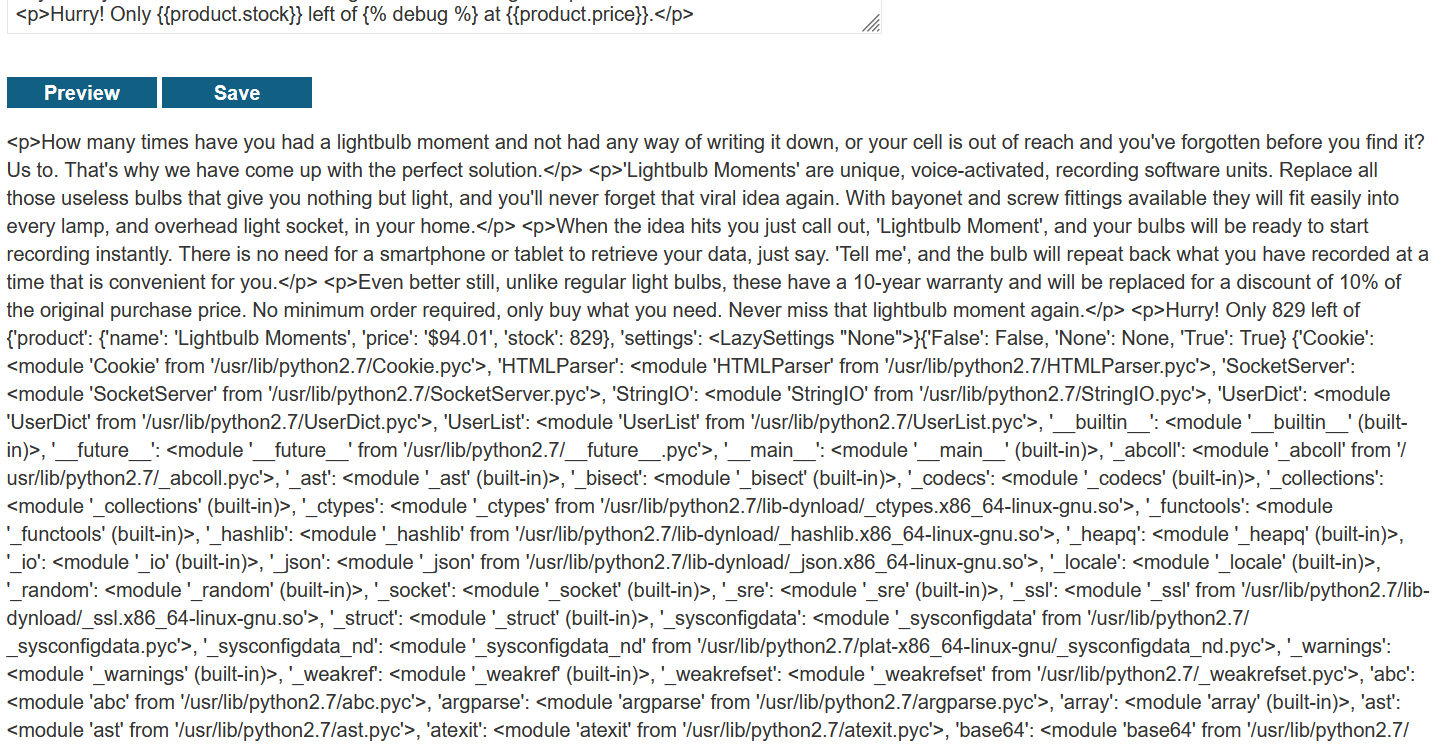 <p>Hurry! Only {{product.stock}} left of {% debug %} at {{product.price}}.</p>
Preview Save
<p>How many times have you had a lightbulb moment and not had any way of writing it down, or your cell is out of reach and you've forgotten before you find it?
Us to. That's why we have come up with the perfect solution.</p> <p>'Lightbulb Moments' are unique, voice-activated, recording software units. Replace all
those useless bulbs that give you nothing but light, and you'll never forget that viral idea again. With bayonet and screw fittings available they will fit easily into
every lamp, and overhead light socket, in your home.</p> <p>When the idea hits you just call out, 'Lightbulb Moment', and your bulbs will be ready to start
recording instantly. There is no need for a smartphone or tablet to retrieve your data, just say. 'Tell me', and the bulb will repeat back what you have recorded at a
time that is convenient for you.</p> <p>Even better still, unlike regular light bulbs, these have a 10-year warranty and will be replaced for a discount of 10% of
the original purchase price. No minimum order required, only buy what you need. Never miss that lightbulb moment again.</p> <p>Hurry! Only 829 left of
{'product': {'name': 'Lightbulb Moments', 'price': '$94.01', 'stock': 829}, 'settings': <LazySettings "None">}{'False': False, 'None': None, 'True': True} {'Cookie':
<module 'Cookie' from '/usr/lib/python2.7/Cookie.pyc'>, 'HTMLParser': <module 'HTMLParser' from '/usr/lib/python2.7/HTMLParser.pyc'>, 'SocketServer':
<module 'SocketServer' from '/usr/lib/python2.7/SocketServer.pyc'>, 'StringIO': <module 'StringIO' from '/usr/lib/python2.7/StringIO.pyc'>, 'UserDict': <module
'UserDict' from '/usr/lib/python2.7/UserDict.pyc'>, 'UserList': <module 'UserList' from '/usr/lib/python2.7/UserList.pyc'>, '__builtin__': <module '__builtin__' (built-
in)>, '__future__': <module '__future__' from '/usr/lib/python2.7/__future__.pyc'>, '__main__': <module '__main__' (built-in)>, '_abcoll': <module '_abcoll' from '/
usr/lib/python2.7/_abcoll.pyc'>, '_ast': <module '_ast' (built-in)>, '_bisect': <module '_bisect' (built-in)>, '_codecs': <module '_codecs' (built-in)>, '_collections':
<module '_collections' (built-in)>, '_ctypes': <module '_ctypes' from '/usr/lib/python2.7/lib-dynload/_ctypes.x86_64-linux-gnu.so'>, '_functools': <module
'_functools' (built-in)>, '_hashlib': <module '_hashlib' from '/usr/lib/python2.7/lib-dynload/_hashlib.x86_64-linux-gnu.so'>, '_heapq': <module '_heapq' (built-in)>,
'_io': <module '_io' (built-in)>, '_json': <module '_json' from '/usr/lib/python2.7/lib-dynload/_json.x86_64-linux-gnu.so'>, '_locale': <module '_locale' (built-in)>,
'_random': <module '_random' (built-in)>, '_socket': <module '_socket' (built-in)>, '_sre': <module '_sre' (built-in)>, '_ssl': <module '_ssl' from '/usr/lib/python2.7/lib-
dynload/_ssl.x86_64-linux-gnu.so'>, '_struct': <module '_struct' (built-in)>, '_sysconfigdata': <module '_sysconfigdata' from '/usr/lib/python2.7/
_sysconfigdata.pyc'>, '_sysconfigdata_nd': <module '_sysconfigdata_nd' from '/usr/lib/python2.7/plat-x86_64-linux-gnu/_sysconfigdata_nd.pyc'>, '_warnings':
<module '_warnings' (built-in)>, '_weakref': <module '_weakref' (built-in)>, '_weakrefset': <module '_weakrefset' from '/usr/lib/python2.7/_weakrefset.pyc'>, 'abc':
<module 'abc' from '/usr/lib/python2.7/abc.pyc'>, 'argparse': <module 'argparse' from '/usr/lib/python2.7/argparse.pyc'>, 'array': <module 'array' (built-in)>, 'ast':
<module 'ast' from '/usr/lib/python2.7/ast.pyc'>, 'atexit': <module 'atexit' from '/usr/lib/python2.7/atexit.pyc'>, 'base64': <module 'base64' from '/usr/lib/python2.7/